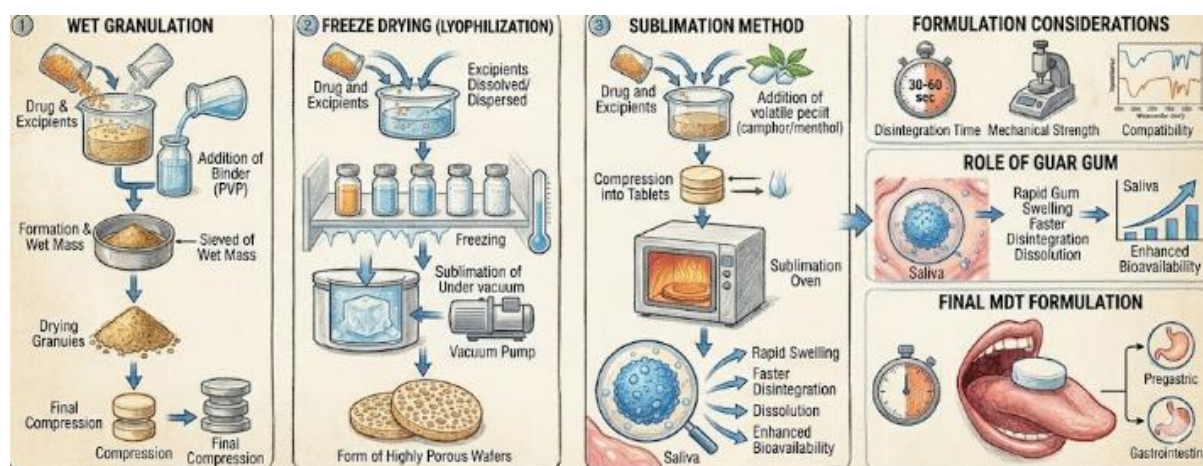 1 WET GRANULATION
Drug &
Excipients
Addition of
Binder
(PVP)
Formation &
Wet Mass
Sieved of
Wet Mass
Drying
Granuies
Final
Compression
Compression
Final
Compression
2 FREEZE DRYING (LYOPHILIZATION)
Drug and
Excipients
Excipients
Dissolved/
Dispersed
Freezing
Sublimation of
Under vacuum
Vacuum Pump
Form of Highly Porous Wafers
3 SUBLIMATION METHOD
Drug and
Excipients
Addition of
volatile peciit
(camphor/menthol)
Compression
into Tablets
Sublimation
Oven
Rapid Swelling
Faster
Disintegration
Dissolution
Enhanced
Bioavailability
Saliva
FORMULATION CONSIDERATIONS
30-60
sec
Disintegration Time
Mechanical Strength
Compatibility
ROLE OF GUAR GUM
Saliva
Rapid Gum
Swelling
Faster
Disintegration
Dissolution
Saliva
Enhanced
Bioavailability
FINAL MDT FORMULATION
Pregastric